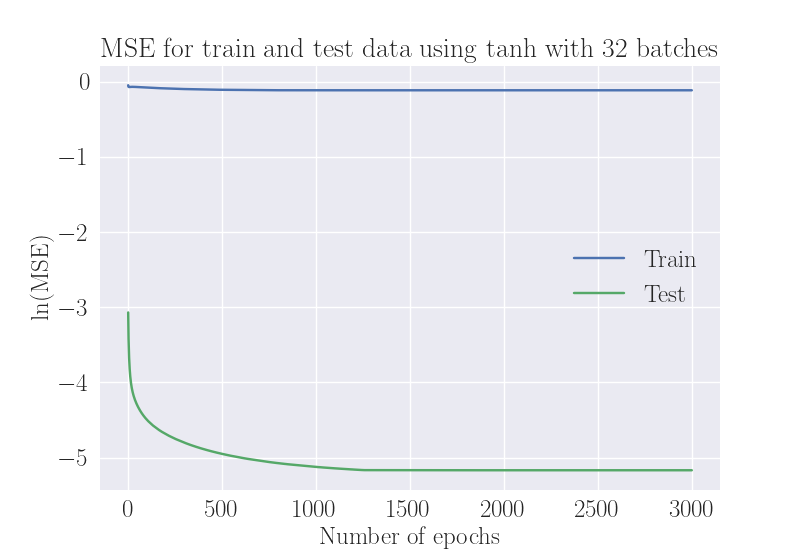 MSE for train and test data using tanh with 32 batches
0
−1
−2
−3
−4
−5
ln(MSE)
Train
Test
0 500 1000 1500 2000 2500 3000
Number of epochs